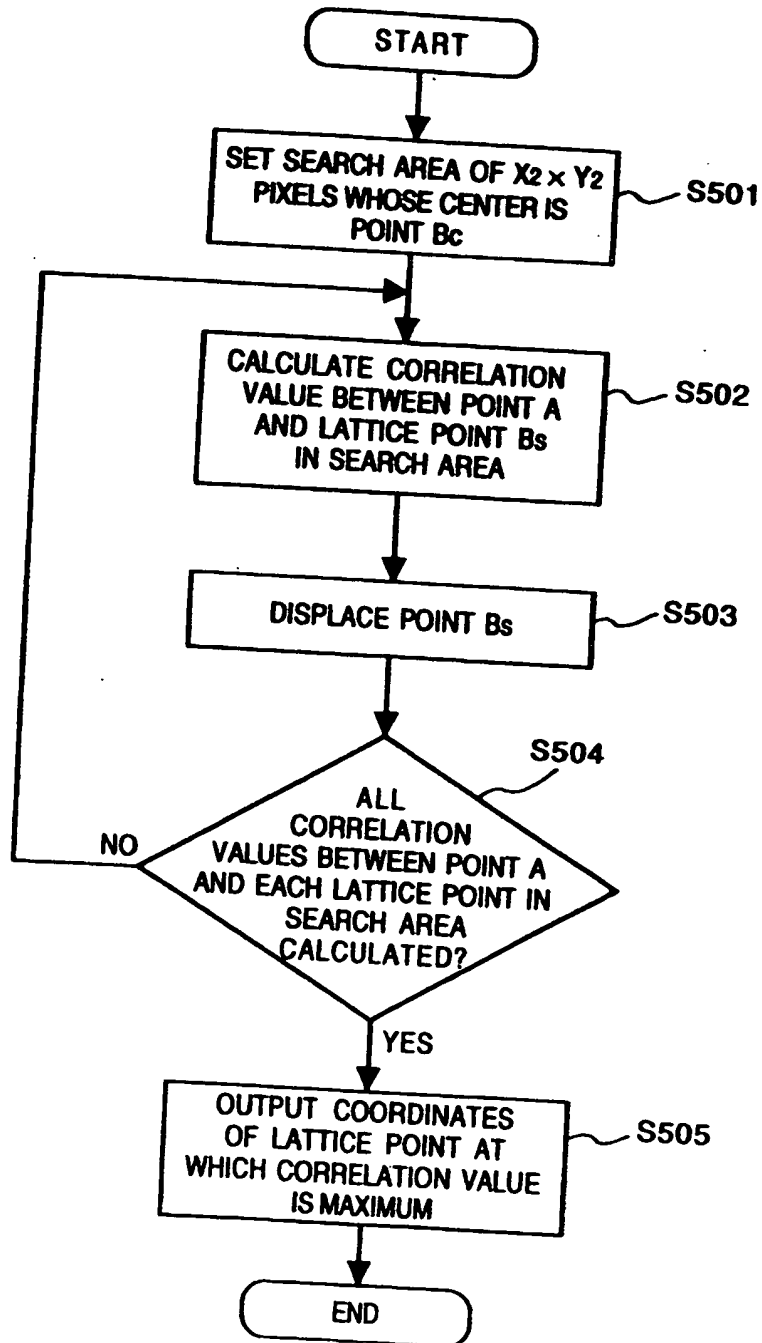 START
SET SEARCH AREA OF X2 × Y2
PIXELS WHOSE CENTER IS
POINT Bc
S501
CALCULATE CORRELATION
VALUE BETWEEN POINT A
AND LATTICE POINT Bs
IN SEARCH AREA
S502
DISPLACE POINT Bs
S503
S504
ALL
CORRELATION
VALUES BETWEEN POINT A
AND EACH LATTICE POINT IN
SEARCH AREA
CALCULATED?
NO
YES
OUTPUT COORDINATES
OF LATTICE POINT AT
WHICH CORRELATION VALUE
IS MAXIMUM
S505
END